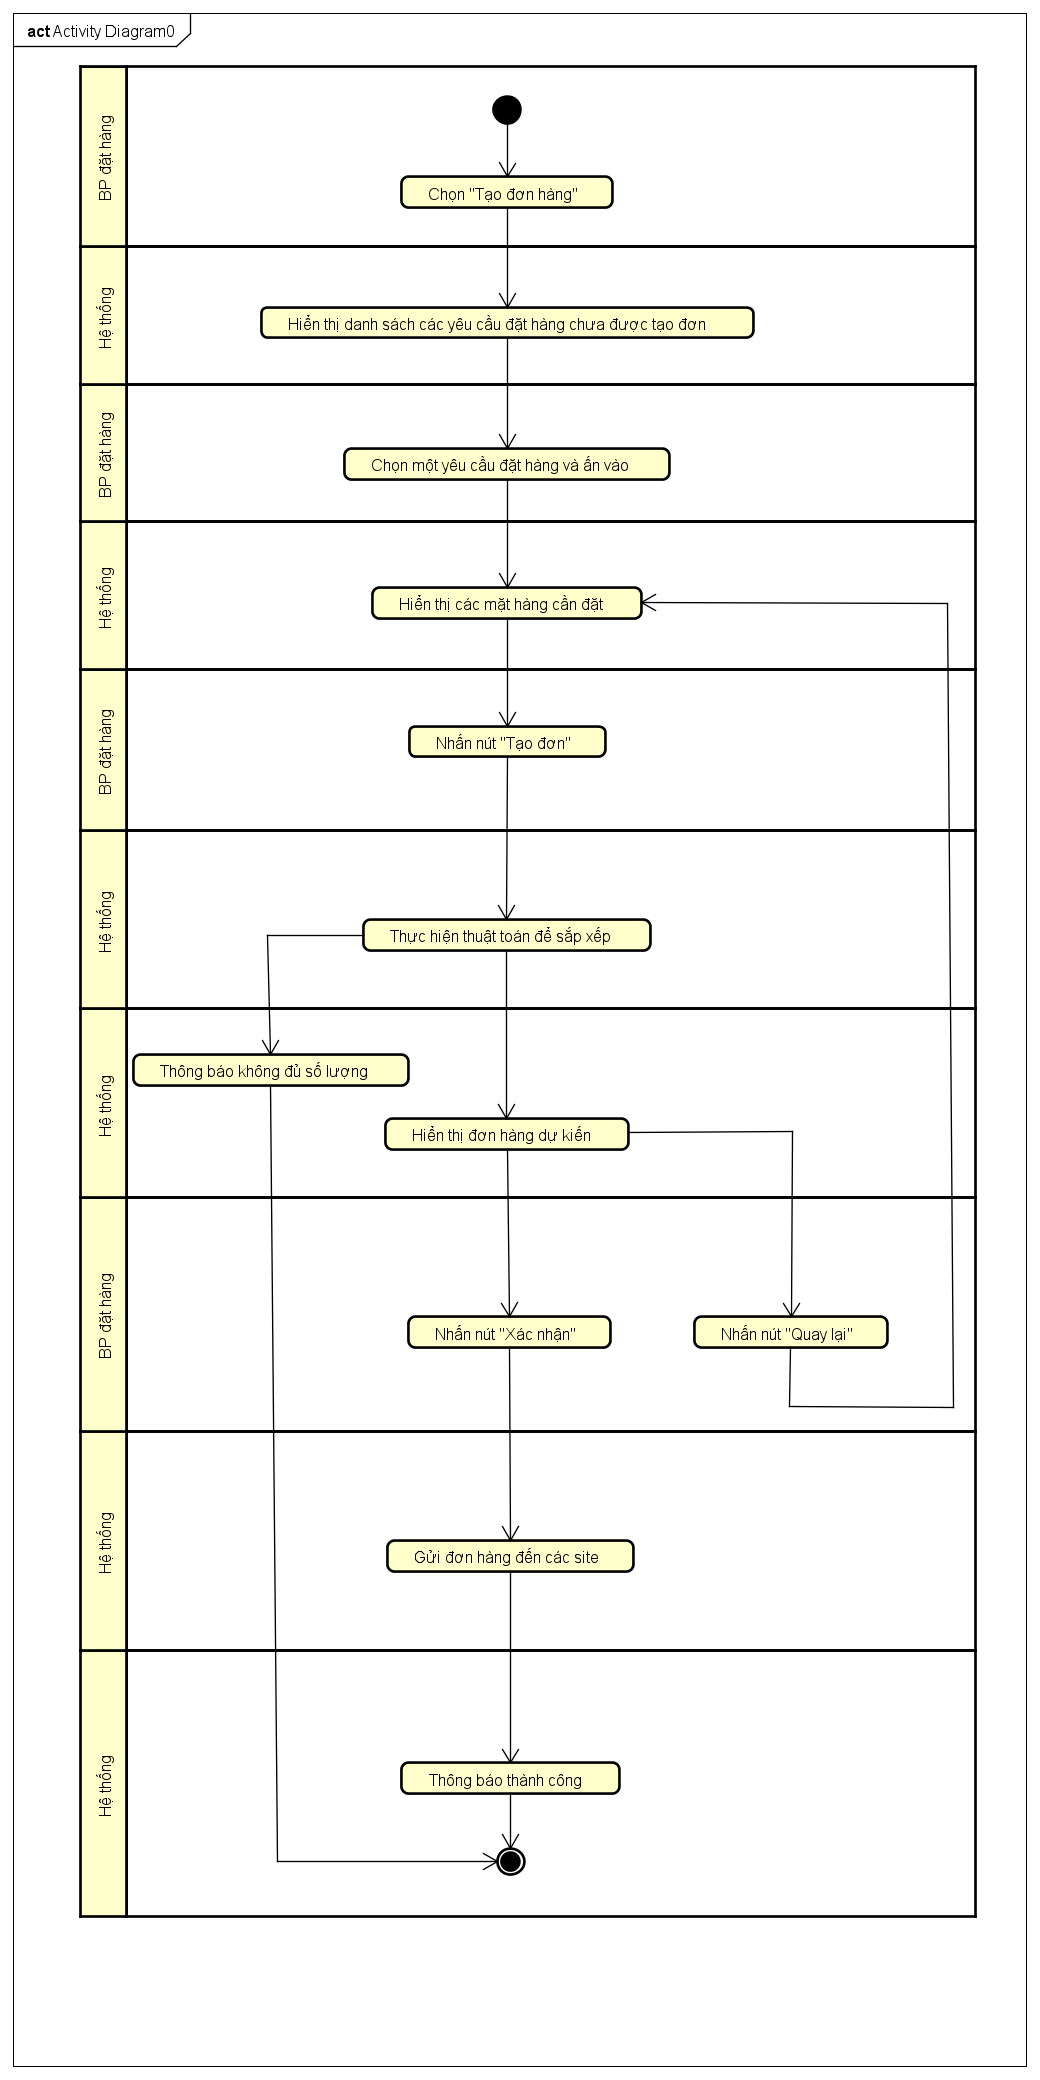 act Activity Diagram0
BP đặt hàng
Chọn "Tạo đơn hàng"
Hệ thống
Hiển thị danh sách các yêu cầu đặt hàng chưa được tạo đơn
BP đặt hàng
Chọn một yêu cầu đặt hàng và ấn vào
Hệ thống
Hiển thị các mặt hàng cần đặt
BP đặt hàng
Nhấn nút "Tạo đơn"
Hệ thống
Thực hiện thuật toán để sắp xếp
Hệ thống
Thông báo không đủ số lượng
Hiển thị đơn hàng dự kiến
BP đặt hàng
Nhấn nút "Xác nhận"
Nhấn nút "Quay lại"
Hệ thống
Gửi đơn hàng đến các site
Hệ thống
Thông báo thành công